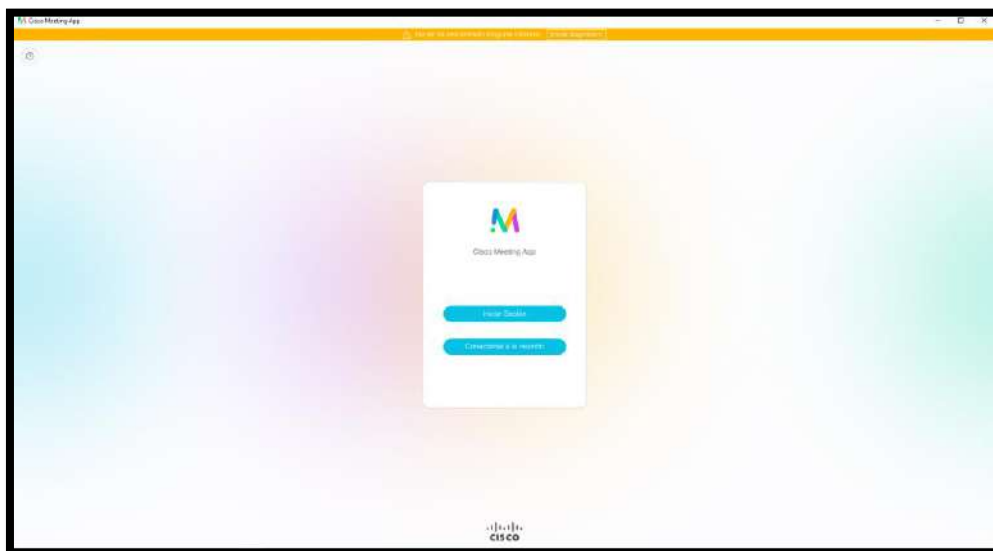 Cisco Meeting App
Cisco Meeting App
Iniciar Sesión
Conectarse a la reunión
CISCO